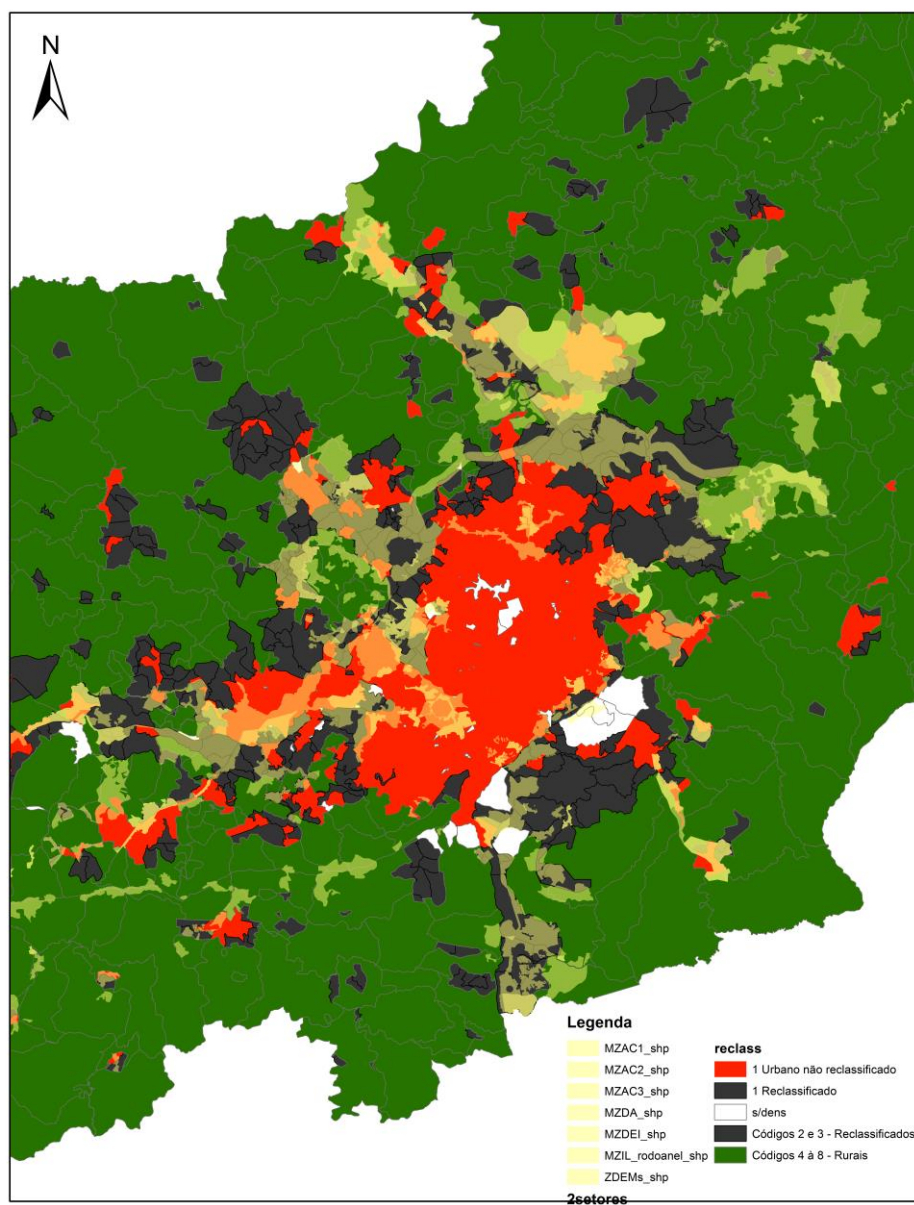 N
Legenda
MZAC1_shp
MZAC2_shp
MZAC3_shp
MZDA_shp
MZDEI_shp
MZIL_rodoanel_shp
ZDEMs_shp
2setores
reclass
1 Urbano não reclassificado
1 Reclassificado
s/dens
Códigos 2 e 3 - Reclassificados
Códigos 4 à 8 - Rurais